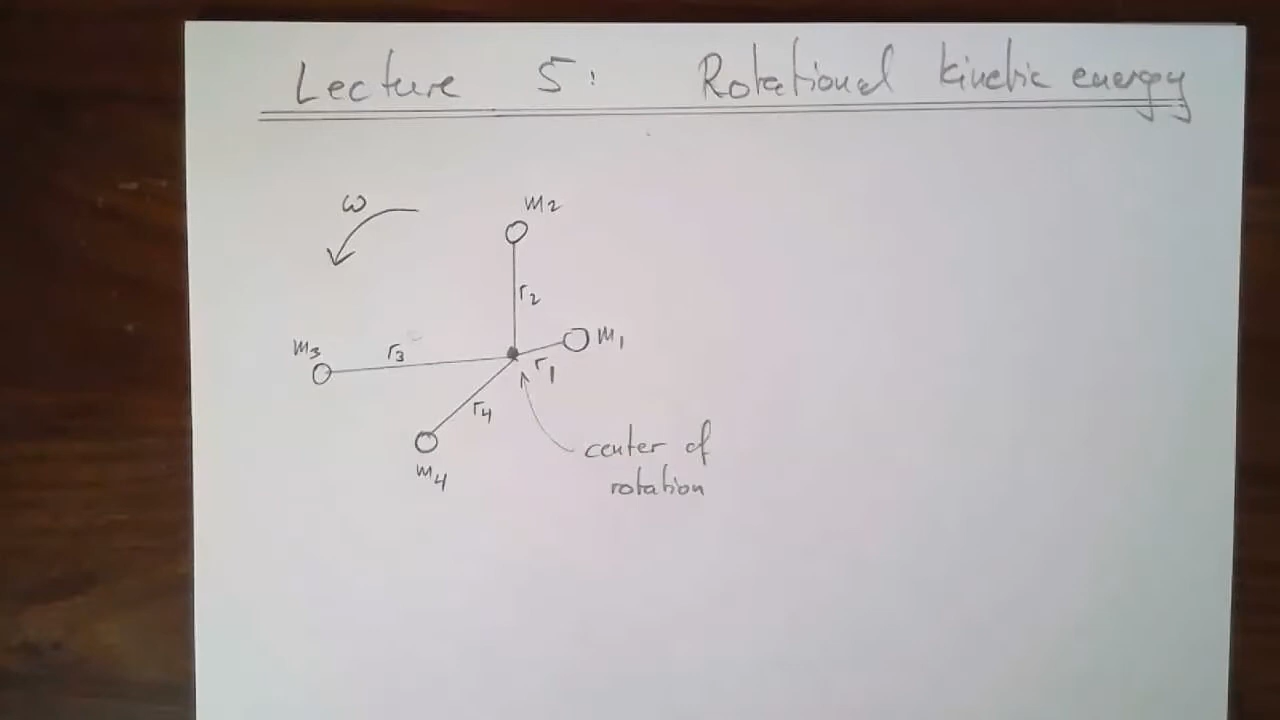 Lecture 5: Rotational kinetic energy
ω
m2
r2
m1
m3
r3
r1
r4
m4
center of
rotation